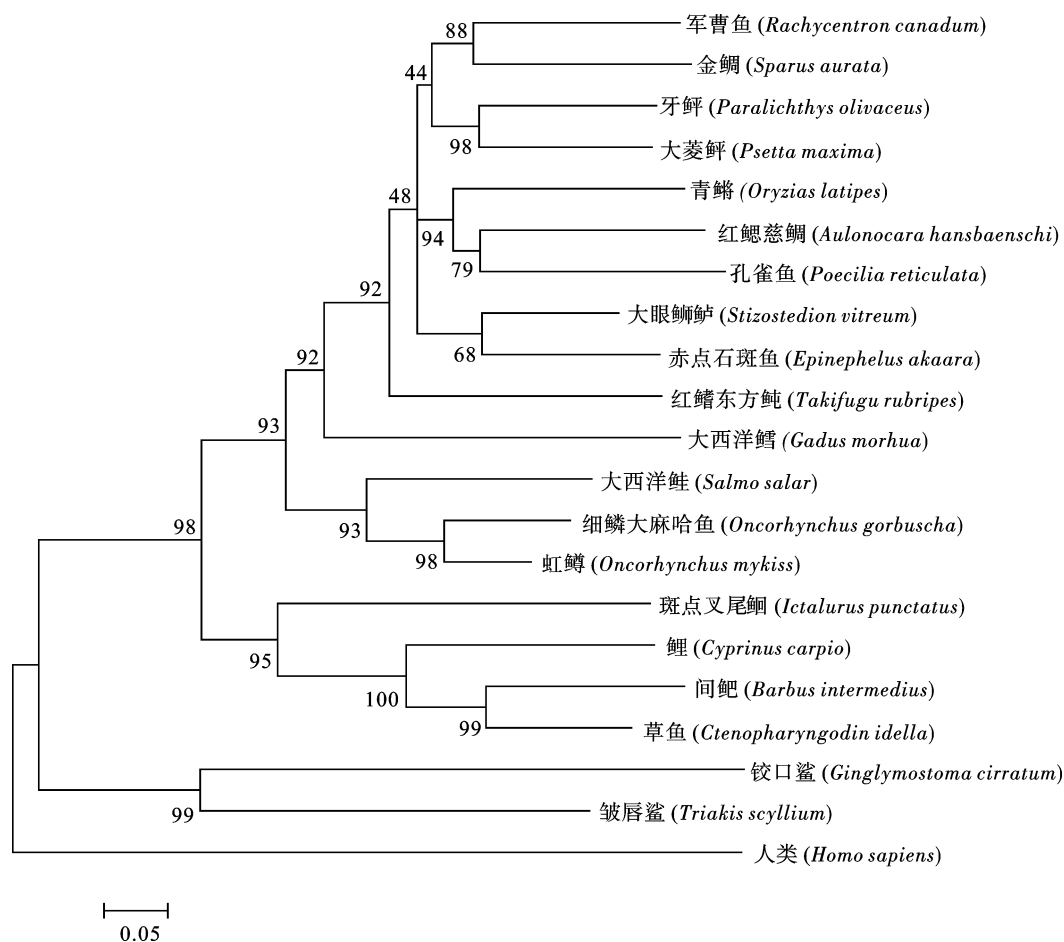 88
军曹鱼 (Rachycentron canadum)
金鲷 (Sparus aurata)
44
牙鲆 (Paralichthys olivaceus)
98
大菱鲆 (Psetta maxima)
48
青鳉 (Oryzias latipes)
94
红鳃慈鲷 (Aulonocara hansbaenschi)
79
孔雀鱼 (Poecilia reticulata)
92
大眼鰤鲈 (Stizostedion vitreum)
68
赤点石斑鱼 (Epinephelus akaara)
92
红鳍东方鲀 (Takifugu rubripes)
93
大西洋鳕 (Gadus morhua)
大西洋鲑 (Salmo salar)
98
93
细鳞大麻哈鱼 (Oncorhynchus gorbuscha)
98
虹鳟 (Oncorhynchus mykiss)
斑点叉尾鮰 (Ictalurus punctatus)
95
鲤 (Cyprinus carpio)
100
间鲃 (Barbus intermedius)
99
草鱼 (Ctenopharyngodin idella)
铰口鲨 (Ginglymostoma cirratum)
99
皱唇鲨 (Triakis scyllium)
人类 (Homo sapiens)
0.05